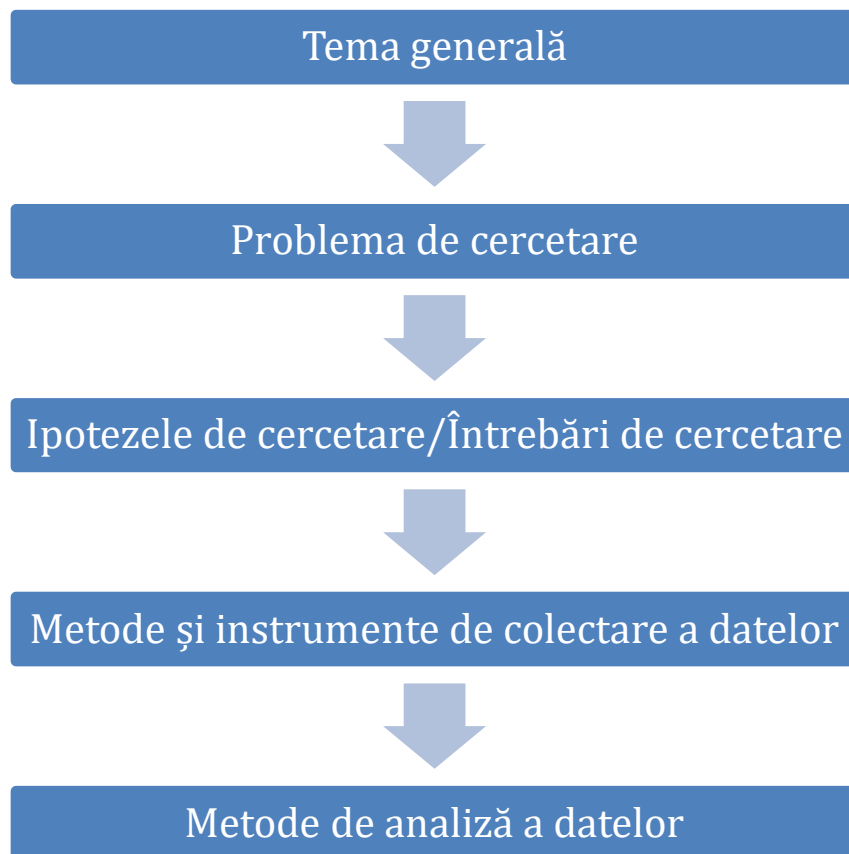 Tema generală
Problema de cercetare
Ipotezele de cercetare/Întrebări de cercetare
Metode și instrumente de colectare a datelor
Metode de analiză a datelor